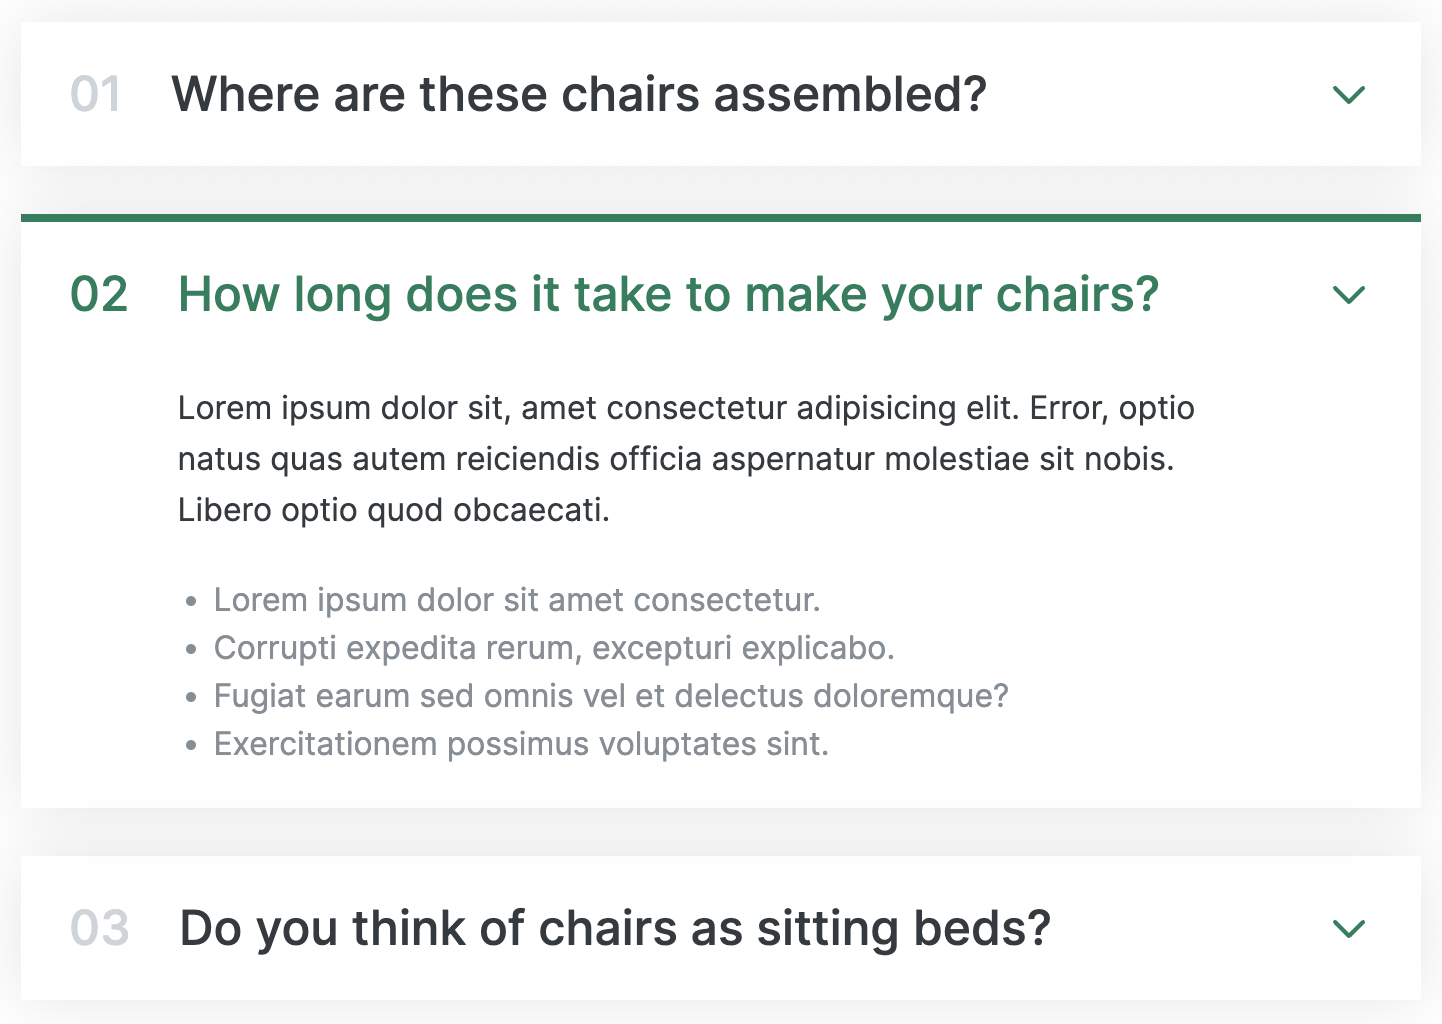 01 Where are these chairs assembled?
02 How long does it take to make your chairs?
Lorem ipsum dolor sit, amet consectetur adipisicing elit. Error, optio
natus quas autem reiciendis officia aspernatur molestiae sit nobis.
Libero optio quod obcaecati.
• Lorem ipsum dolor sit amet consectetur.
• Corrupti expedita rerum, excepturi explicabo.
• Fugiat earum sed omnis vel et delectus doloremque?
• Exercitationem possimus voluptates sint.
03 Do you think of chairs as sitting beds?